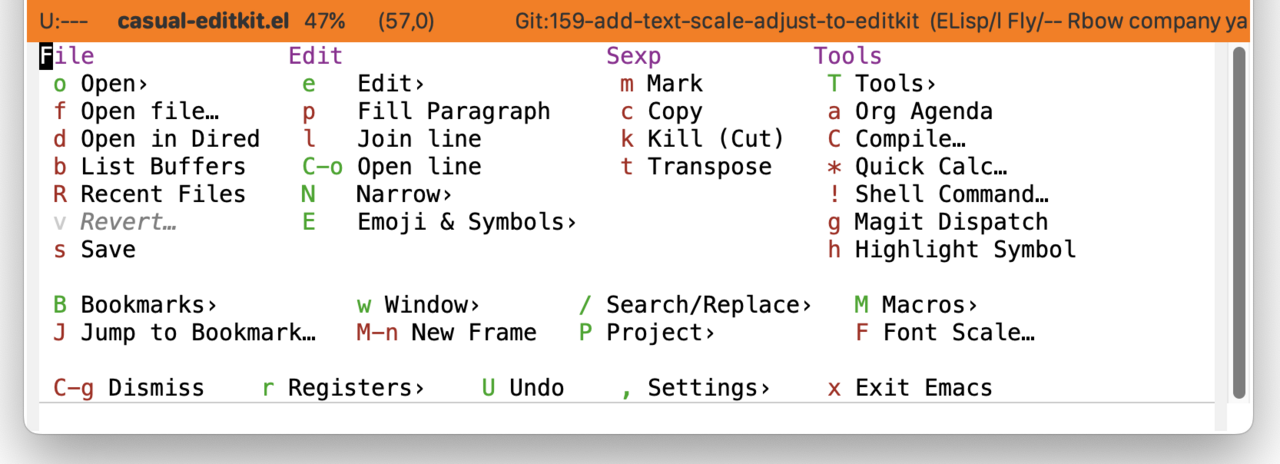 U:--- casual-editkit.el 47% (57,0) Git:159-add-text-scale-adjust-to-editkit (ELisp/l Fly/-- Rbow company ya
File Edit Sexp Tools
o Open› e Edit› m Mark T Tools›
f Open file… p Fill Paragraph c Copy a Org Agenda
d Open in Dired l Join line k Kill (Cut) C Compile…
b List Buffers C-o Open line t Transpose * Quick Calc…
R Recent Files N Narrow› ! Shell Command…
v Revert… E Emoji & Symbols› g Magit Dispatch
s Save h Highlight Symbol
B Bookmarks› w Window› / Search/Replace› M Macros›
J Jump to Bookmark… M-n New Frame P Project› F Font Scale…
C-g Dismiss r Registers› U Undo , Settings› x Exit Emacs